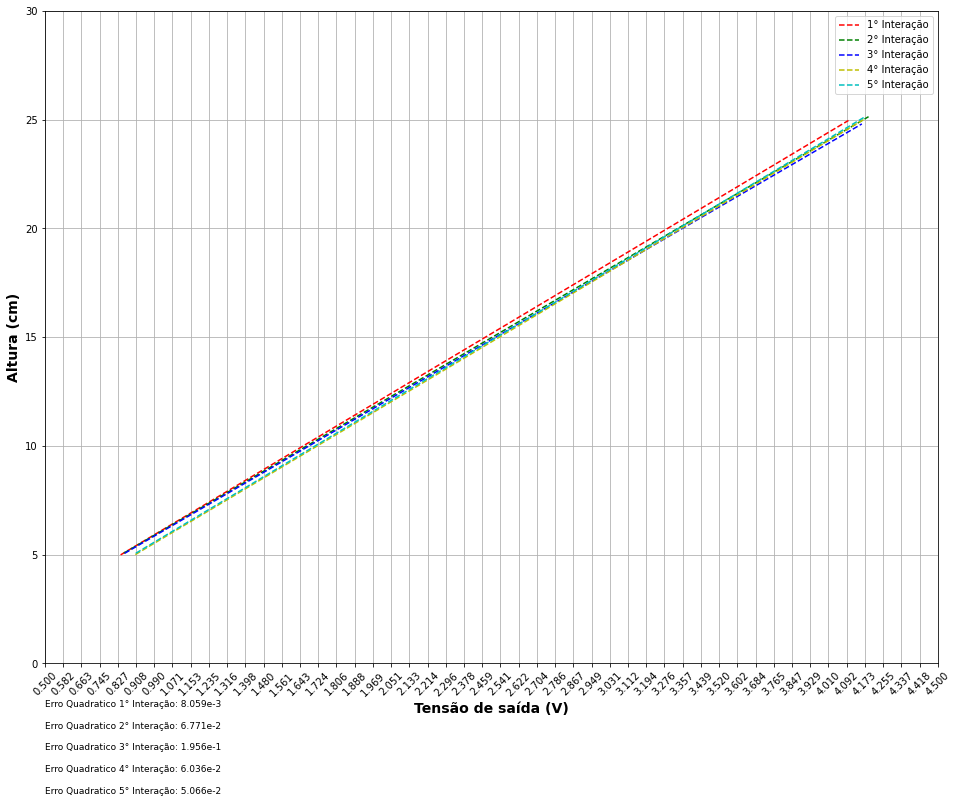 30
1° Interação
2° Interação
3° Interação
4° Interação
5° Interação
25
20
15
10
5
0
Altura (cm)
0.500 0.582 0.663 0.745 0.827 0.908 0.990 1.071 1.153 1.235 1.316 1.398 1.480 1.561 1.643 1.724 1.806 1.888 1.969 2.051 2.133 2.214 2.296 2.378 2.459 2.541 2.622 2.704 2.786 2.867 2.949 3.031 3.112 3.194 3.276 3.357 3.439 3.520 3.602 3.684 3.765 3.847 3.929 4.010 4.092 4.173 4.255 4.337 4.418 4.500
Tensão de saída (V)
Erro Quadratico 1° Interação: 8.059e-3
Erro Quadratico 2° Interação: 6.771e-2
Erro Quadratico 3° Interação: 1.956e-1
Erro Quadratico 4° Interação: 6.036e-2
Erro Quadratico 5° Interação: 5.066e-2